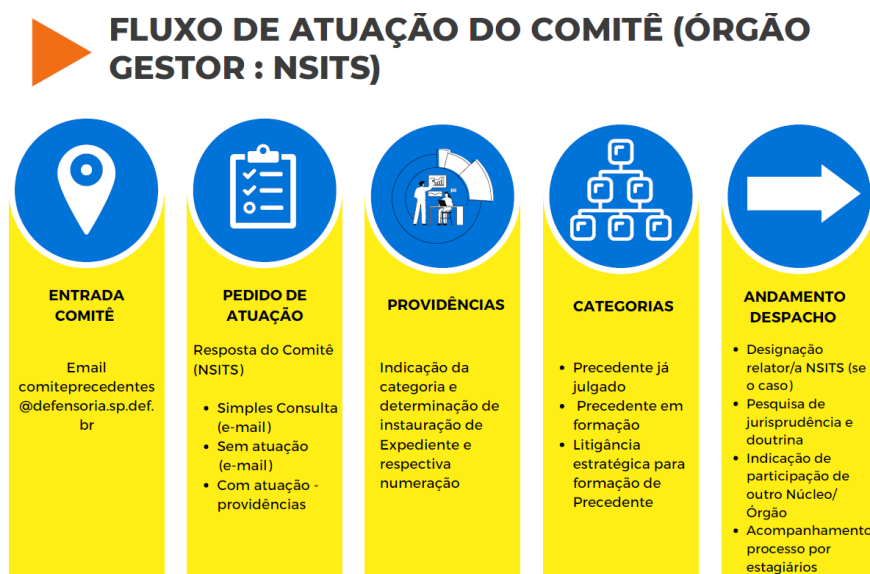 FLUXO DE ATUAÇÃO DO COMITÊ (ÓRGÃO
GESTOR : NSITS)
ENTRADA
COMITÊ
Email
comiteprecedentes
@defensoria.sp.def.
br
PEDIDO DE
ATUAÇÃO
Resposta do Comitê
(NSITS)
• Simples Consulta
(e-mail)
• Sem atuação
(e-mail)
• Com atuação -
providências
PROVIDÊNCIAS
Indicação da
categoria e
determinação de
instauração de
Expediente e
respectiva
numeração
CATEGORIAS
• Precedente já
julgado
• Precedente em
formação
• Litigância
estratégica para
formação de
Precedente
ANDAMENTO
DESPACHO
• Designação
relator/a NSITS (se
o caso)
• Pesquisa de
jurisprudência e
doutrina
• Indicação de
participação de
outro Núcleo/
Órgão
• Acompanhamento
processo por
estagiários